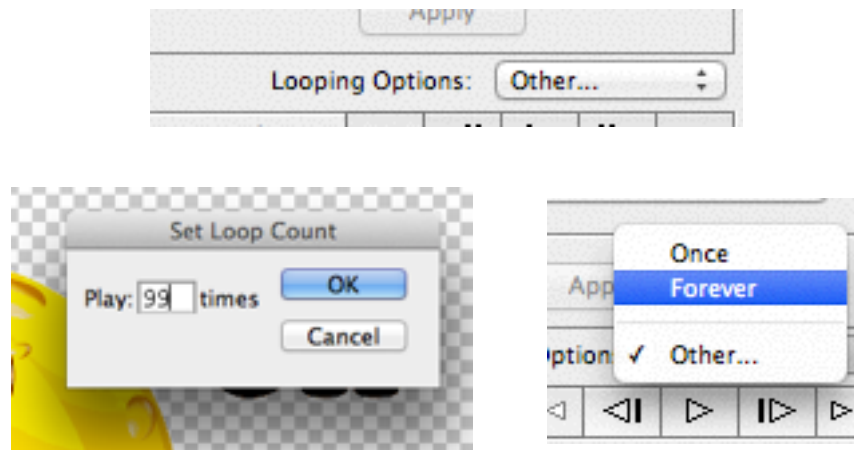 Apply
Looping Options: Other...
Set Loop Count
Play: 99 times
OK
Cancel
Once
Forever
Other...